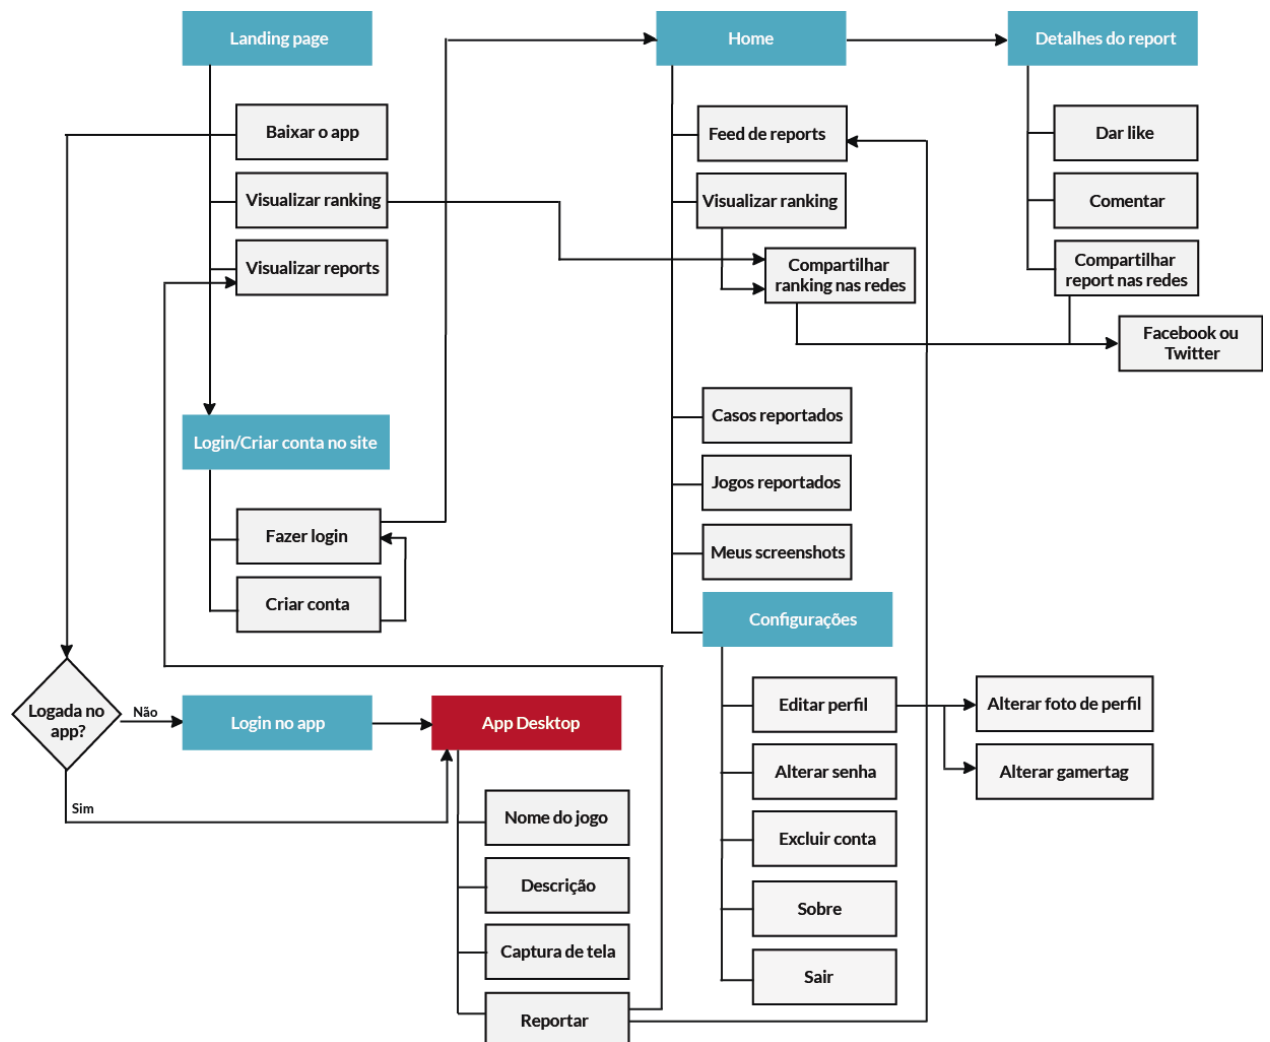 Landing page
Baixar o app
Visualizar ranking
Visualizar reports
Login/Criar conta no site
Fazer login
Criar conta
Home
Feed de reports
Visualizar ranking
Compartilhar
ranking nas redes
Casos reportados
Jogos reportados
Meus screenshots
Configurações
Editar perfil
Alterar senha
Excluir conta
Sobre
Sair
Alterar foto de perfil
Alterar gamertag
Detalhes do report
Dar like
Comentar
Compartilhar
report nas redes
Facebook ou
Twitter
Logada no
app?
Não
Sim
Login no app
App Desktop
Nome do jogo
Descrição
Captura de tela
Reportar